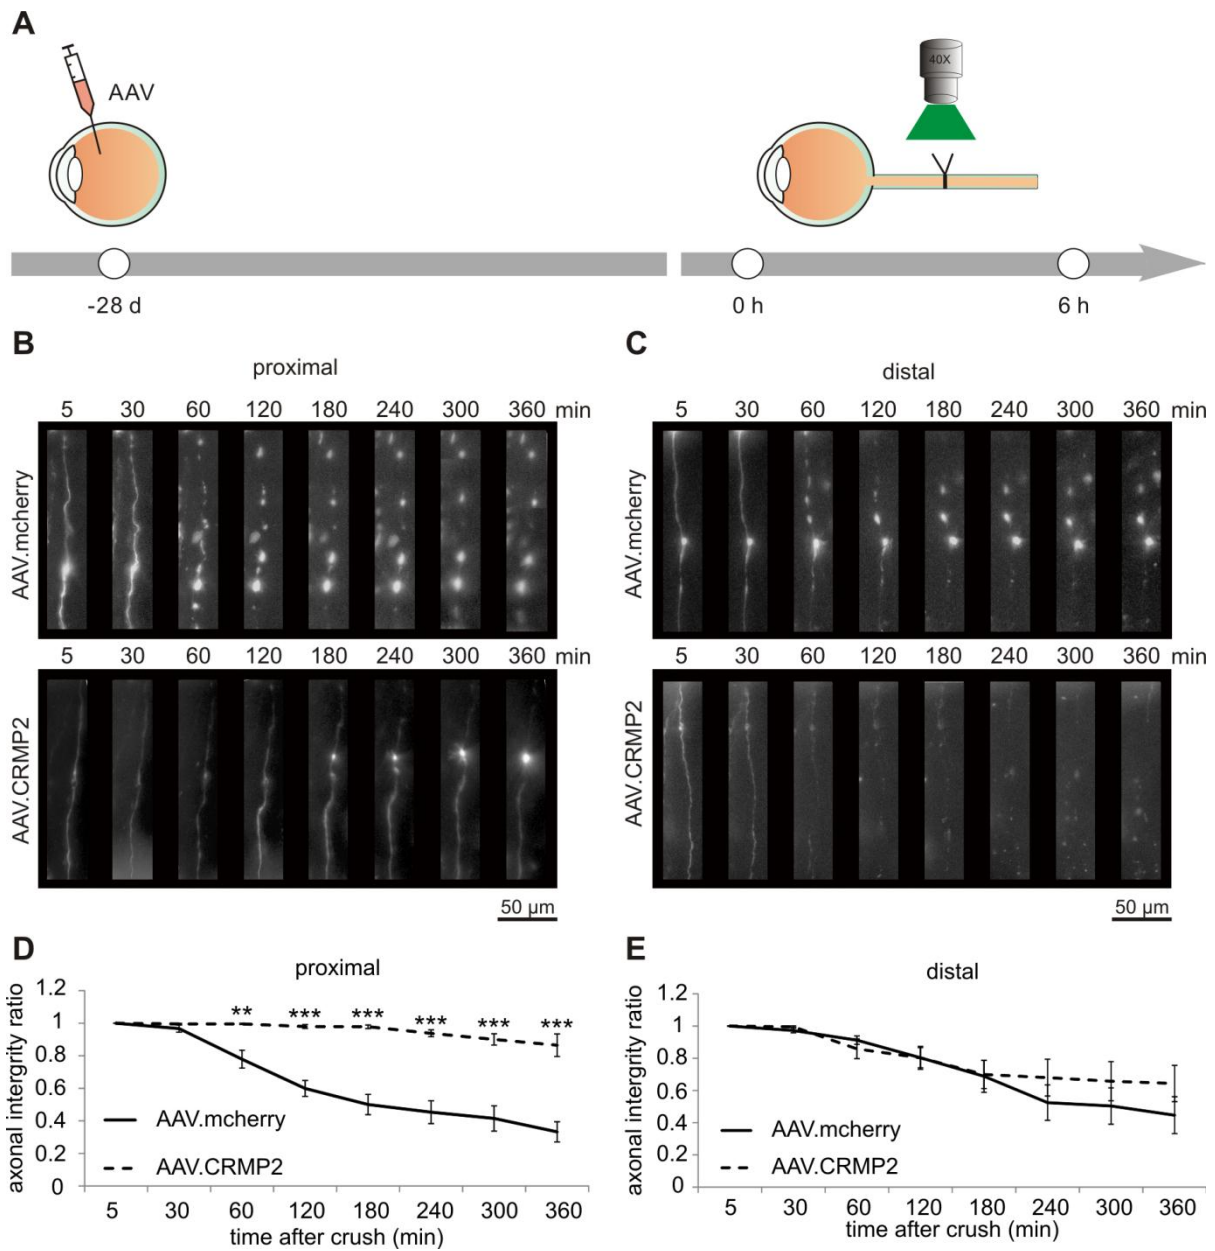 A
AAV
40X
-28 d
0 h
6 h
B
proximal
5 30 60 120 180 240 300 360 min
AAV.mcherry
5 30 60 120 180 240 300 360 min
AAV.CRMP2
50 µm
C
distal
5 30 60 120 180 240 300 360 min
AAV.mcherry
5 30 60 120 180 240 300 360 min
AAV.CRMP2
50 µm
D
proximal
axonal intergrity ratio
1.2
1
0.8
0.6
0.4
0.2
0
** *** *** *** *** ***
AAV.mcherry
AAV.CRMP2
5 30 60 120 180 240 300 360
time after crush (min)
E
distal
axonal intergrity ratio
1.2
1
0.8
0.6
0.4
0.2
0
AAV.mcherry
AAV.CRMP2
5 30 60 120 180 240 300 360
time after crush (min)